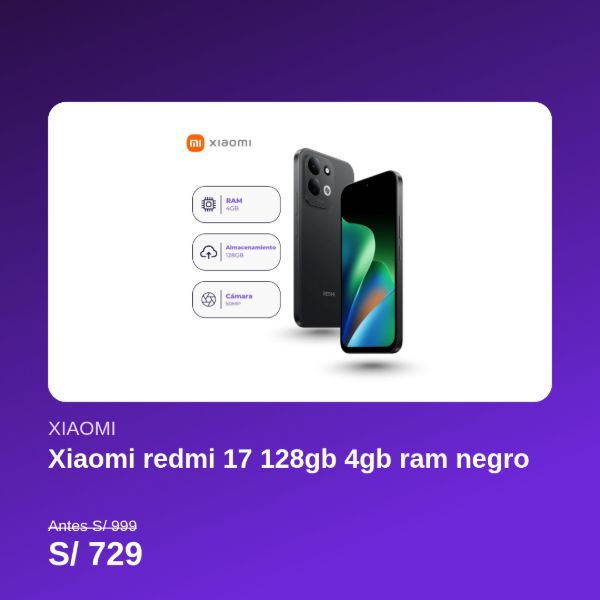 xiaomi
RAM
4GB
Almacenamiento
128GB
Cámara
50MP
XIAOMI
Xiaomi redmi 17 128gb 4gb ram negro
Antes S/ 999
S/ 729